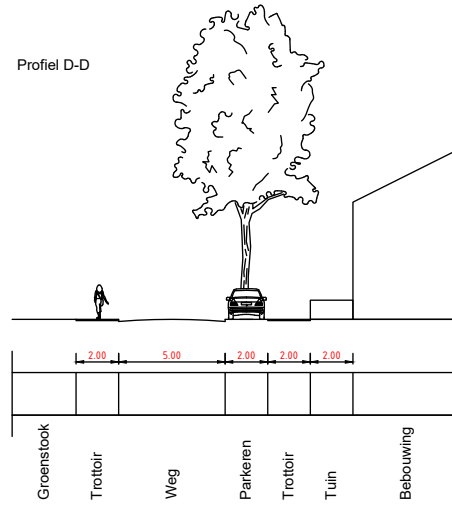 Profiel D-D
2.00 5.00 2.00 2.00 2.00
Groenstook
Trottoir
Weg
Parkeren
Trottoir
Tuin
Bebouwing